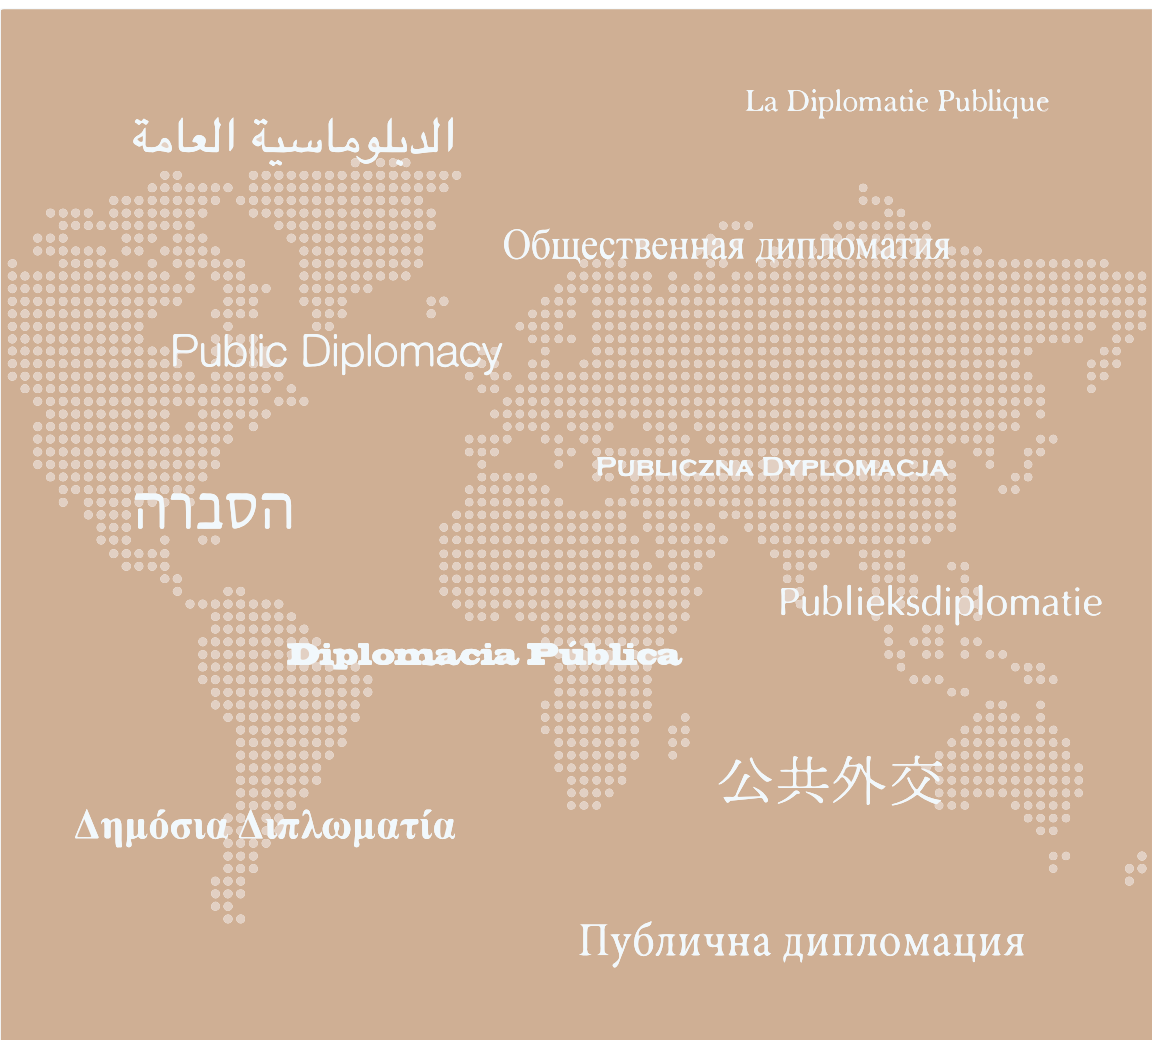 La Diplomatie Publique
الدبلوماسية العامة
Общественная дипломатия
Public Diplomacy
Publiczna Dyplomacja
הסברה
Publieksdiplomatie
Diplomacia Pública
公共外交
Δημόσια Διπλωματία
Публична дипломация